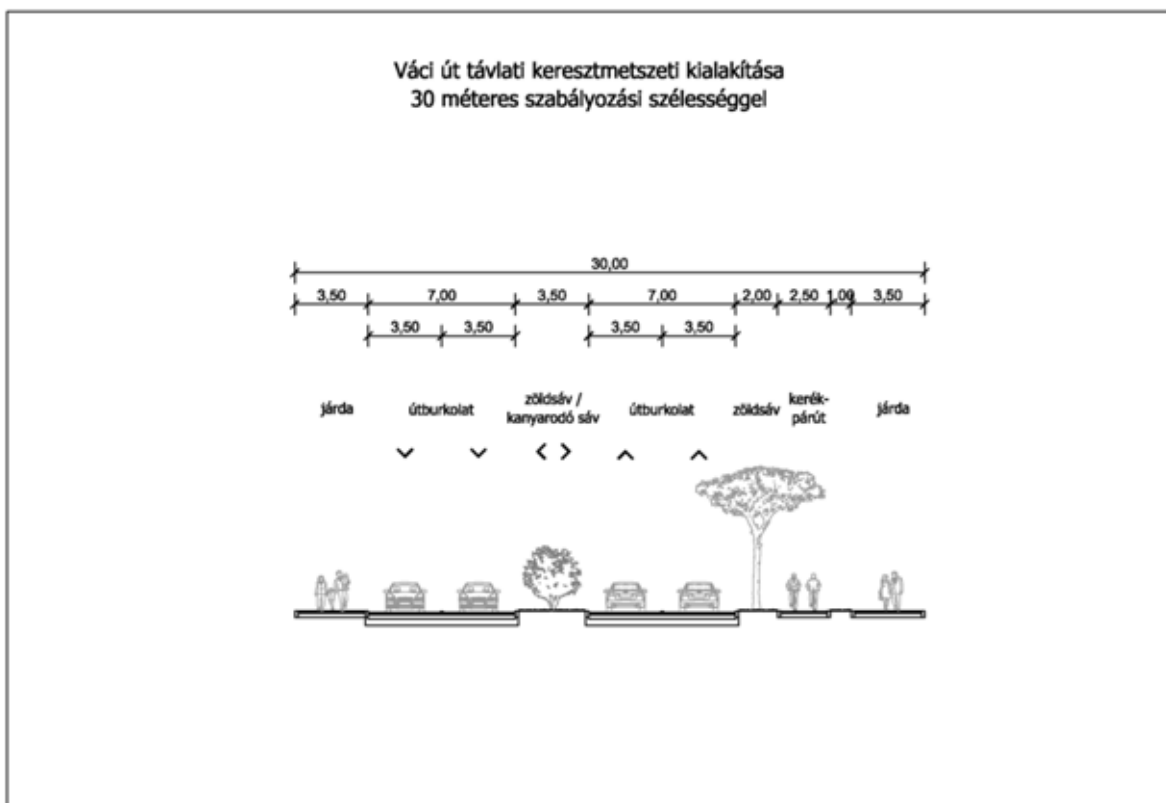 Váci út távlati keresztmetszeti kialakítása
30 méteres szabályozási szélességgel
30,00
3,50 7,00 3,50 7,00 2,00 2,50 1,00 3,50
3,50 3,50 3,50 3,50
járda útburkolat zöldsáv / kanyarodó sáv útburkolat zöldsáv kerék-párút járda